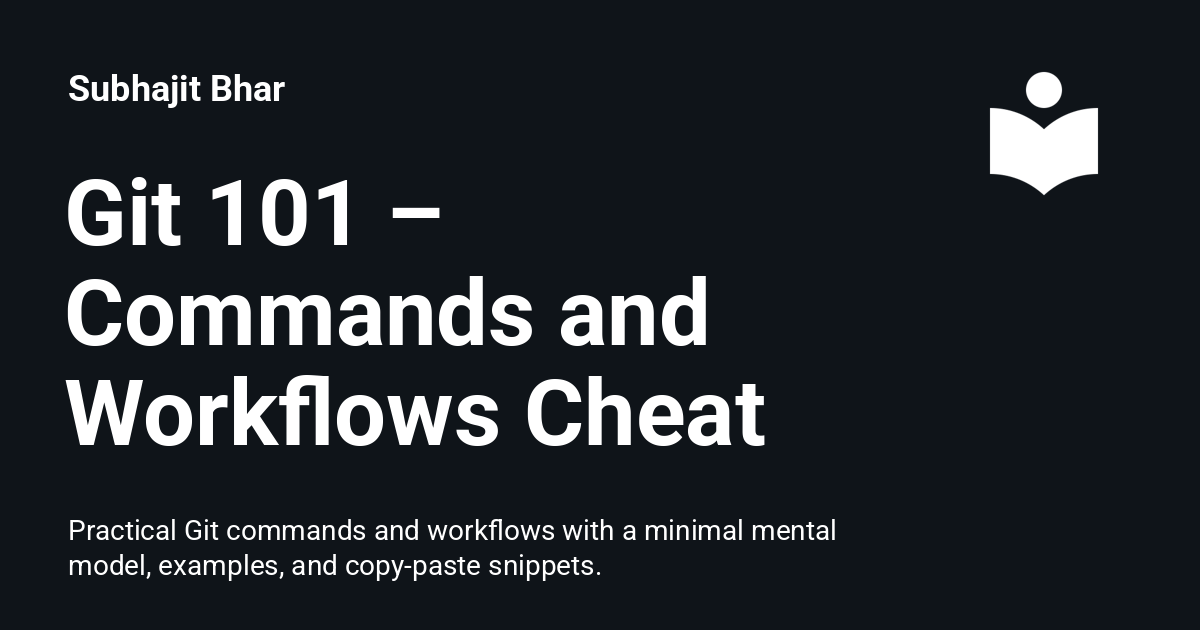 Subhajit Bhar
Git 101 –
Commands and
Workflows Cheat
Practical Git commands and workflows with a minimal mental
model, examples, and copy-paste snippets.